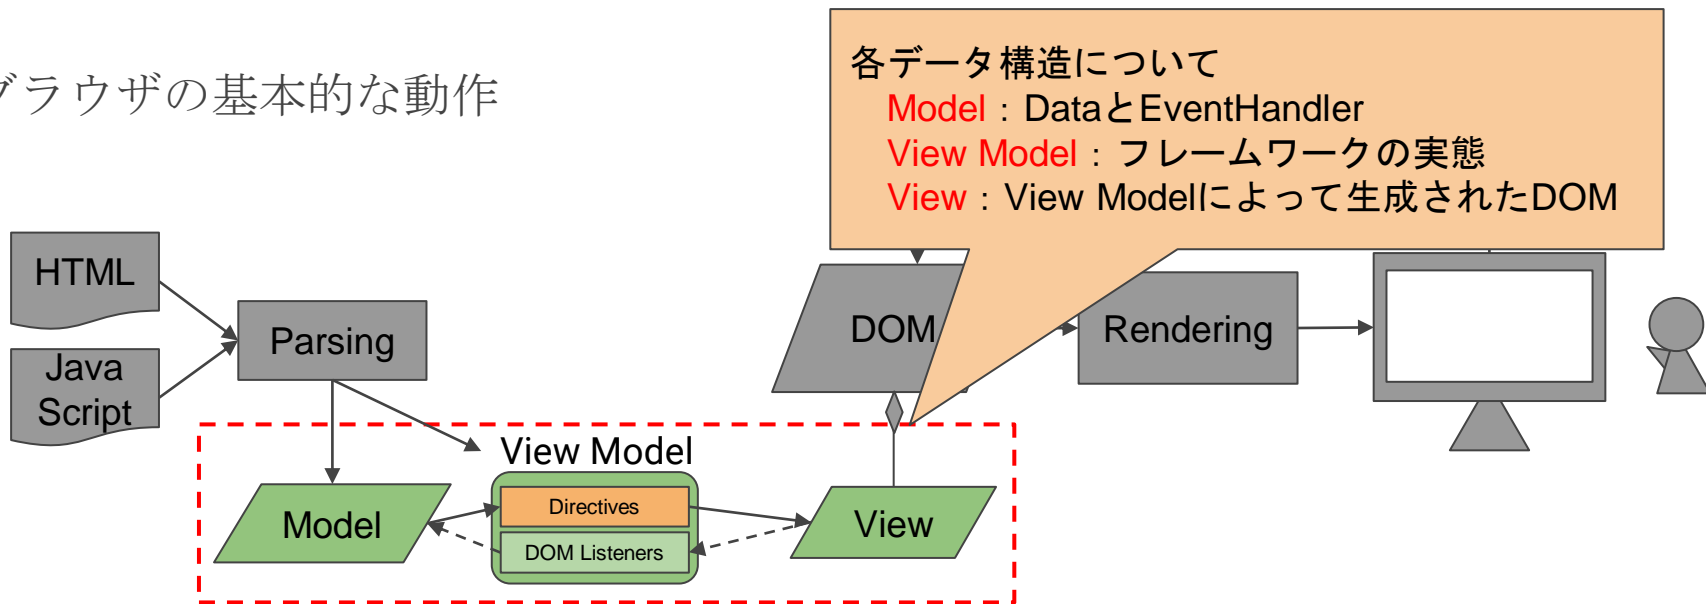 ブラウザの基本的な動作
各データ構造について
Model：DataとEventHandler
View Model：フレームワークの実態
View：View Modelによって生成されたDOM
HTML
Java
Script
Parsing
DOM
Rendering
View Model
Model
Directives
DOM Listeners
View